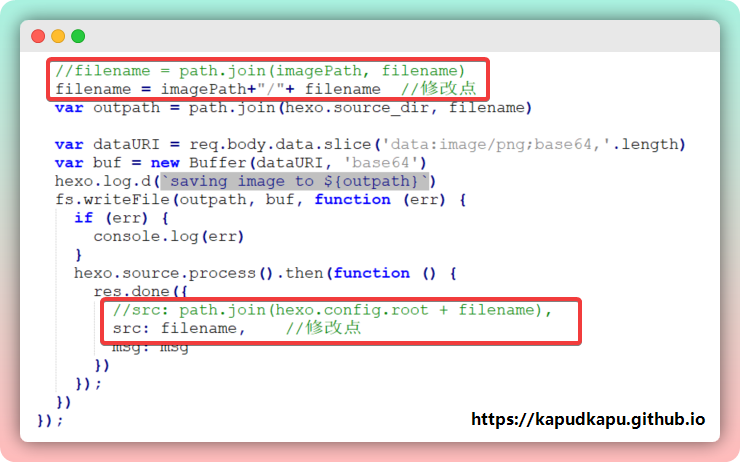 //filename = path.join(imagePath, filename)
filename = imagePath+"/"+ filename  //修改点
var outpath = path.join(hexo.source_dir, filename)
var dataURI = req.body.data.slice('data:image/png;base64,'.length)
var buf = new Buffer(dataURI, 'base64')
hexo.log.d(`saving image to ${outpath}`)
fs.writeFile(outpath, buf, function (err) {
if (err) {
console.log(err)
}
hexo.source.process().then(function () {
res.done({
//src: path.join(hexo.config.root + filename),
src: filename,    //修改点
msg: msg
})
});
})
});
https://kapudkapu.github.io